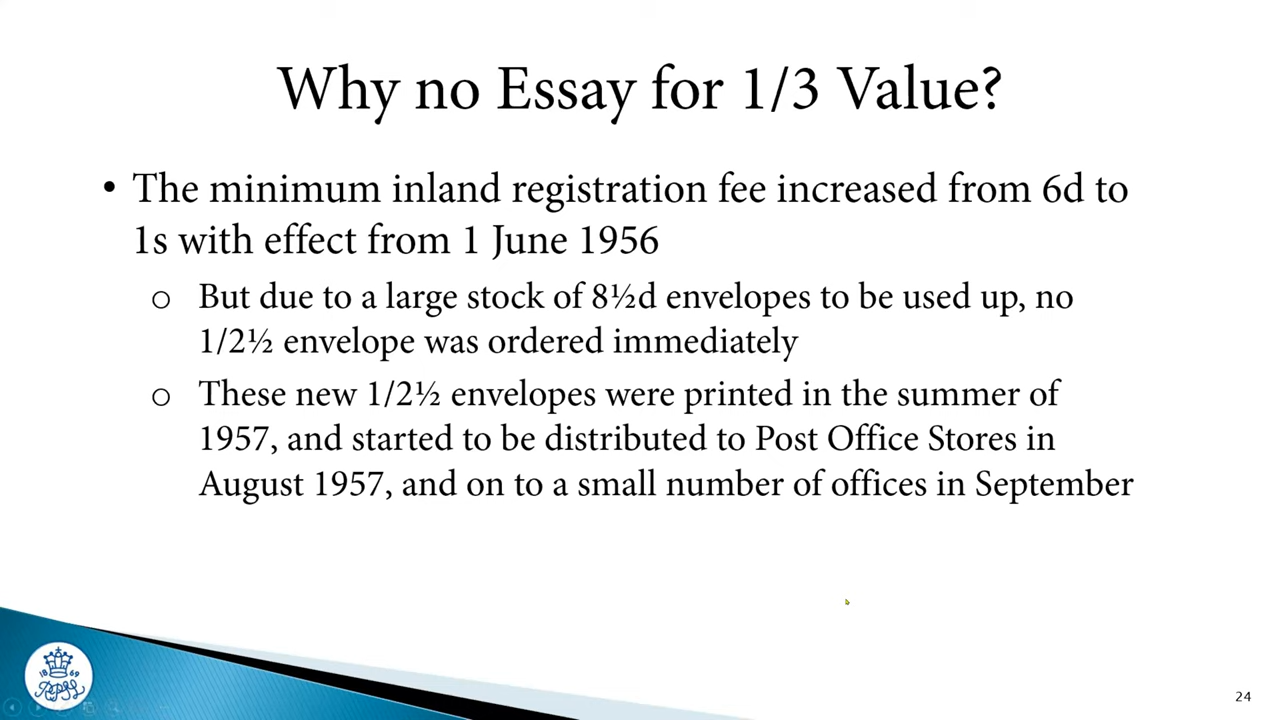 Why no Essay for 1/3 Value?
• The minimum inland registration fee increased from 6d to
1s with effect from 1 June 1956
o But due to a large stock of 8½d envelopes to be used up, no
1/2½ envelope was ordered immediately
o These new 1/2½ envelopes were printed in the summer of
1957, and started to be distributed to Post Office Stores in
August 1957, and on to a small number of offices in September
18 69
RPSL
24